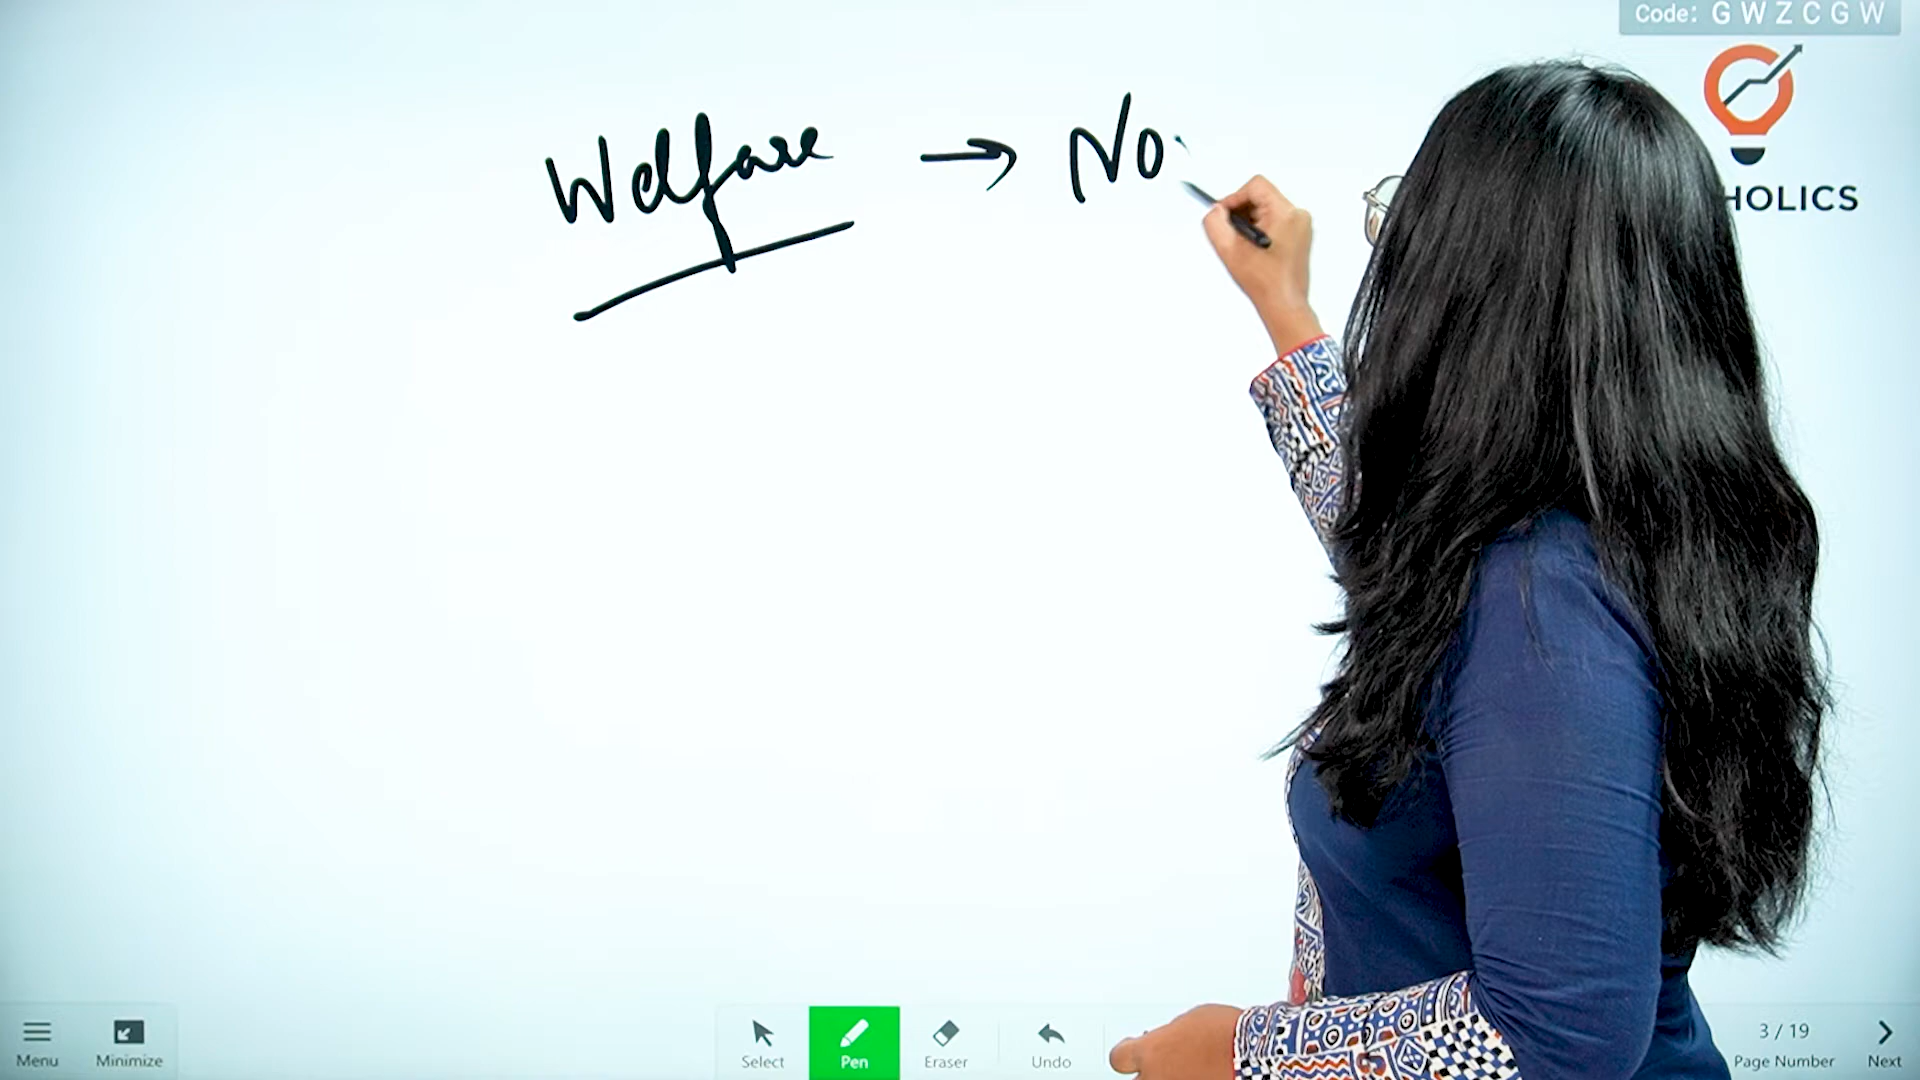 Code: GWZCGW
Welfare → No
HOLICS
Menu
Minimize
Select
Pen
Eraser
Undo
3 / 19
Page Number
Next